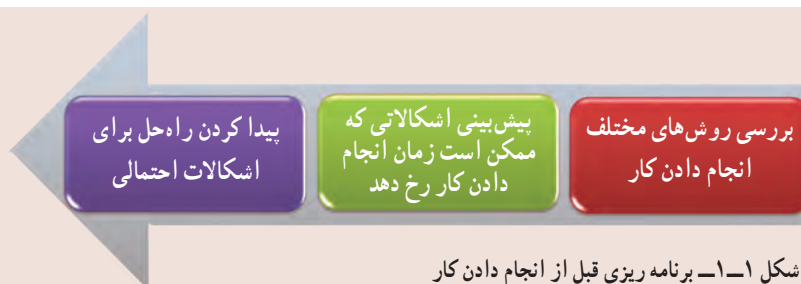 بررسی روش‌های مختلف
انجام دادن کار
پیش‌بینی اشکالاتی که
ممکن است زمان انجام
دادن کار رخ دهد
پیدا کردن راه‌حل برای
اشکالات احتمالی
شکل ۱ــ۱ــ برنامه ریزی قبل از انجام دادن کار